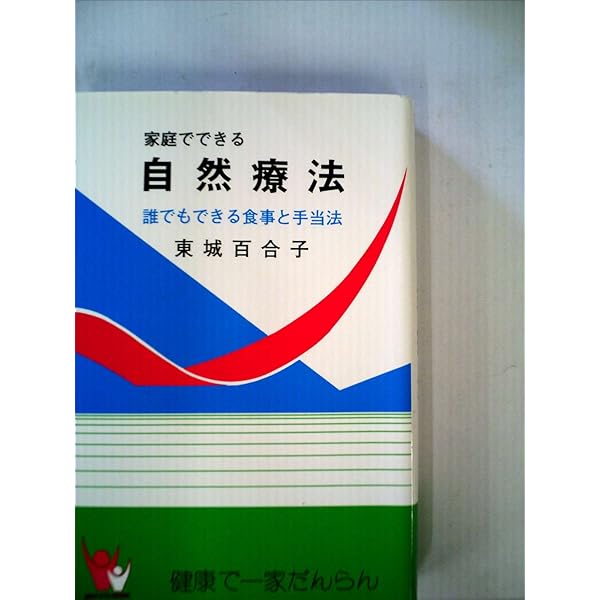 家庭でできる
自然療法
誰でもできる食事と手当法
東城百合子
健康で一家だんらん